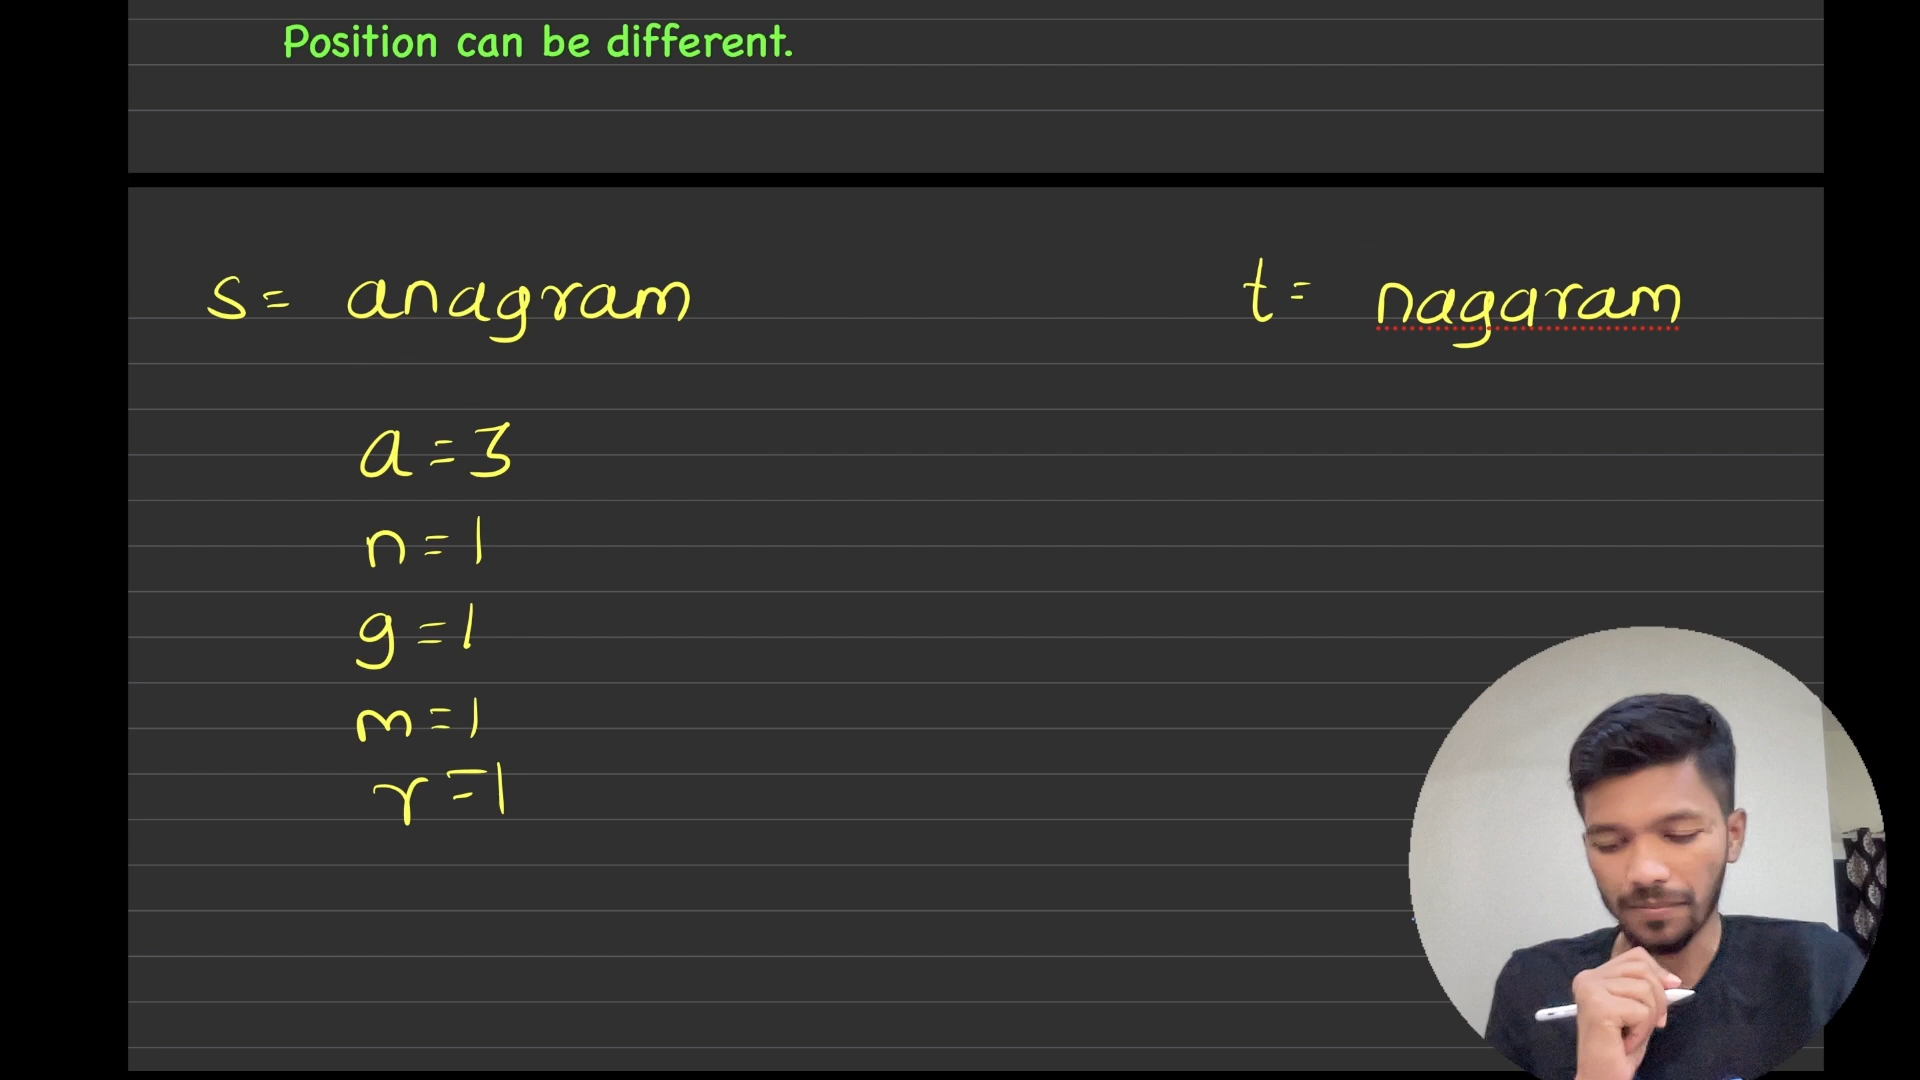 Position can be different.
s= anagram
t= nagaram
a=3
n=1
g=1
m=1
r=1